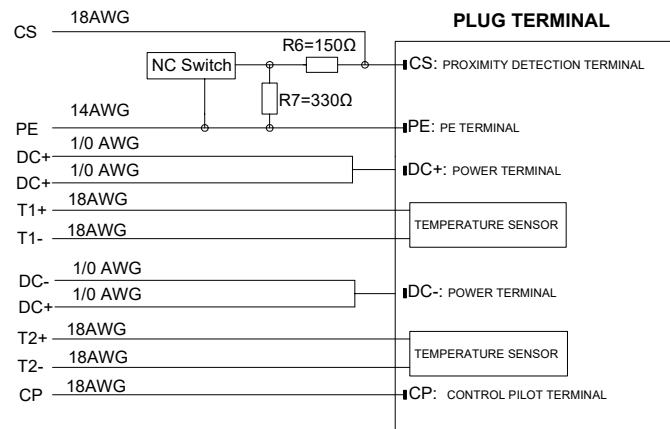 18AWG
PLUG TERMINAL
CS
R6=150Ω
NC Switch
CS: PROXIMITY DETECTION TERMINAL
R7=330Ω
14AWG
PE
PE: PE TERMINAL
1/0 AWG
DC+
1/0 AWG
DC+: POWER TERMINAL
DC+
18AWG
T1+
TEMPERATURE SENSOR
18AWG
T1-
1/0 AWG
DC-
1/0 AWG
DC-: POWER TERMINAL
DC+
18AWG
T2+
TEMPERATURE SENSOR
18AWG
T2-
18AWG
CP
CP: CONTROL PILOT TERMINAL